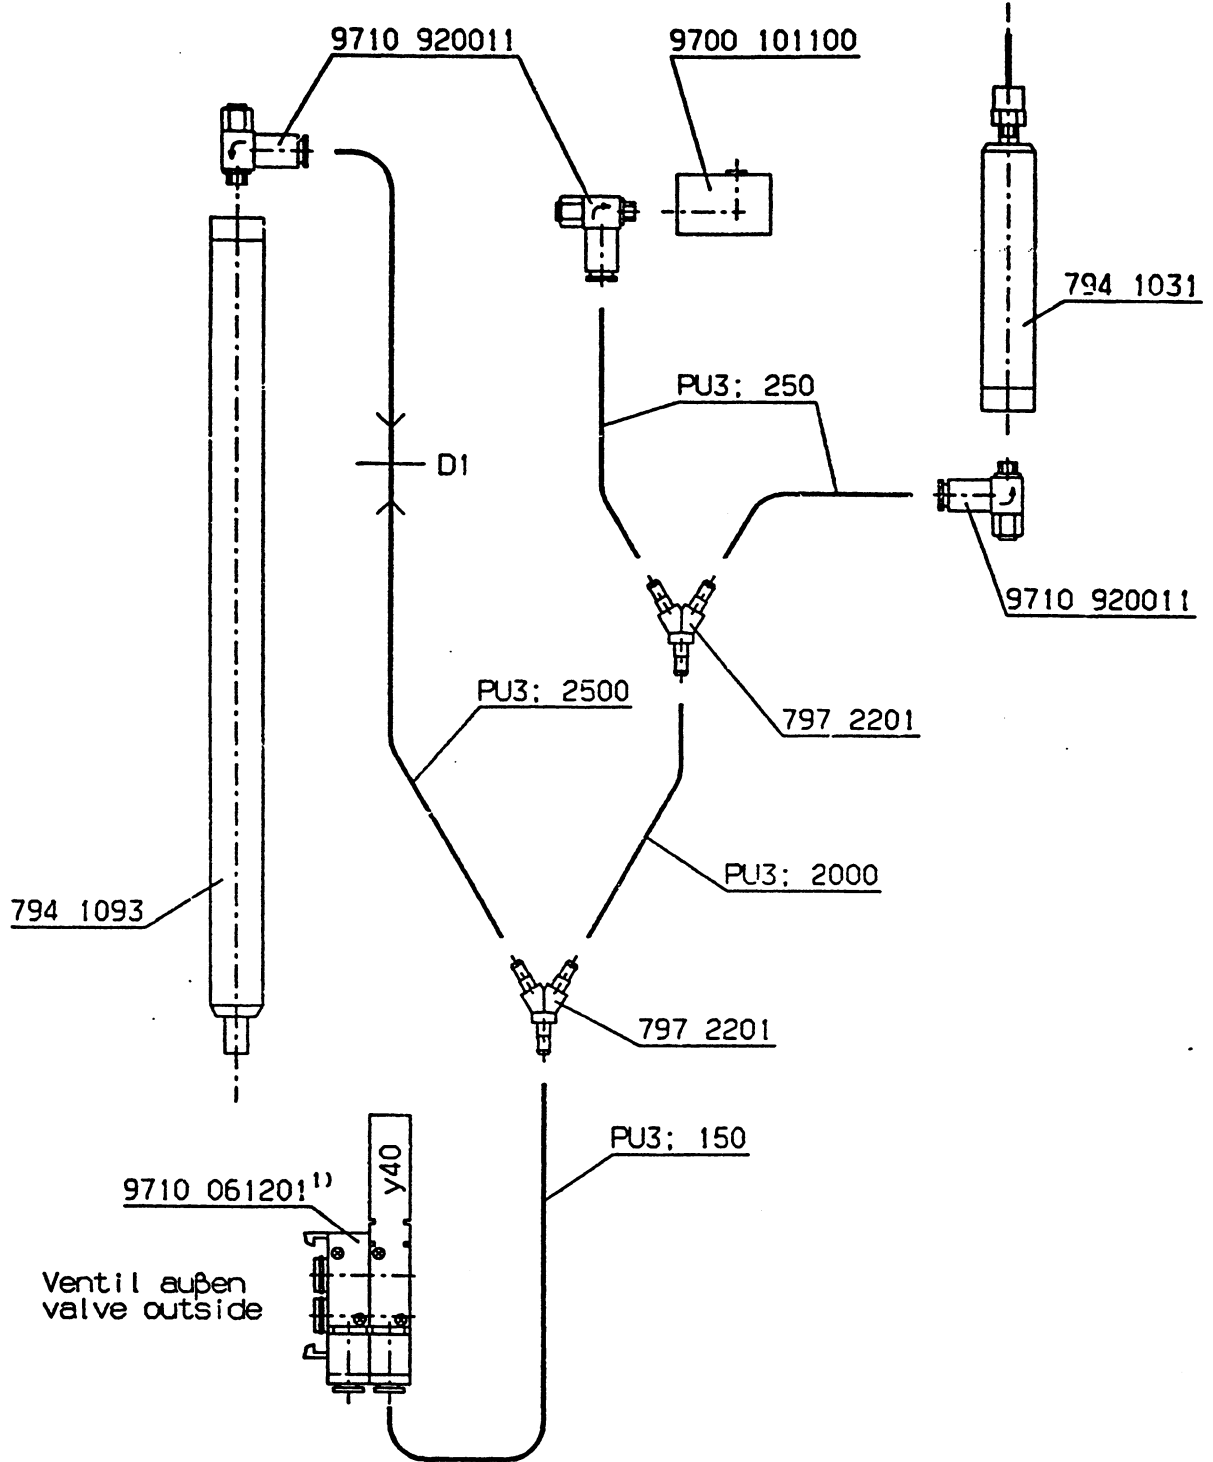 9710 920011
9700 101100
794 1031
PU3; 250
D1
9710 920011
PU3; 2500
797 2201
PU3; 2000
794 1093
797 2201
PU3; 150
y40
9710 061201¹⁾
Ventil außen
valve outside